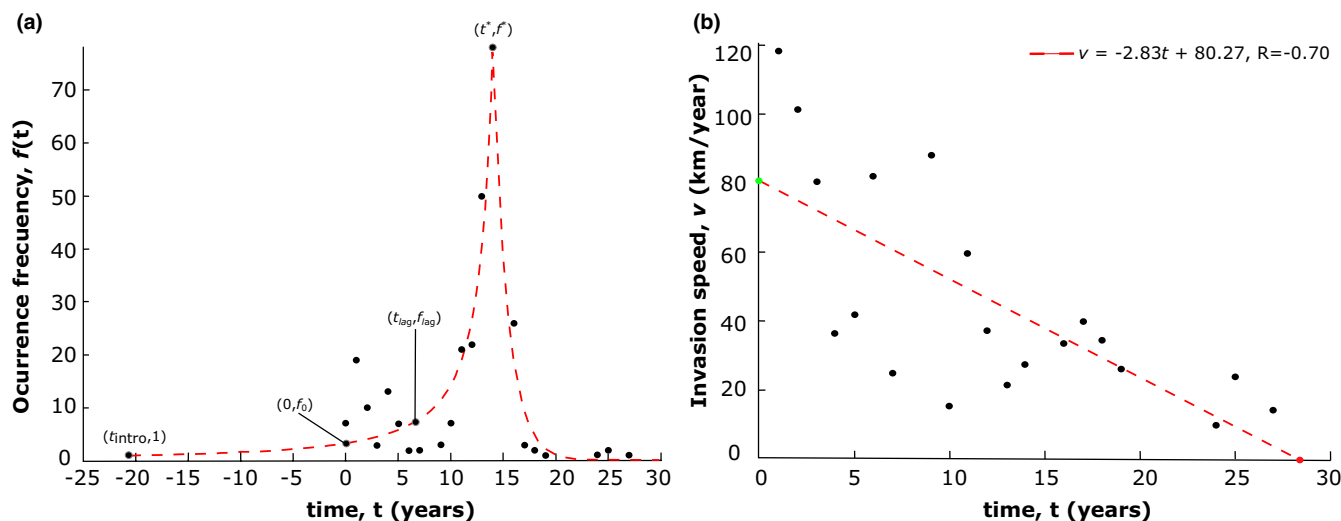 (a)
Ocurrence frecuency, f(t)
70
60
50
40
30
20
10
0
(t*,f*)
(tlag,flag)
(0,f0)
(tintro,1)
-25 -20 -15 -10 -5 0 5 10 15 20 25 30
time, t (years)
(b)
Invasion speed, v (km/year)
120
100
80
60
40
20
0
v = -2.83t + 80.27, R=-0.70
0 5 10 15 20 25 30
time, t (years)